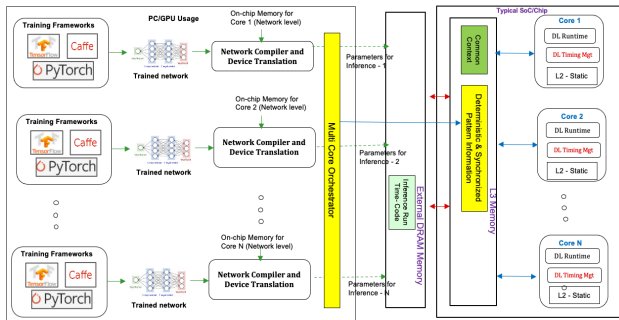 Training Frameworks
TensorFlow
Caffe
PyTorch
PC/GPU Usage
Trained network
On-chip Memory for
Core 1 (Network level)
Network Compiler and
Device Translation
Parameters for
Inference - 1
Training Frameworks
TensorFlow
Caffe
PyTorch
Trained network
On-chip Memory for
Core 2 (Network level)
Network Compiler and
Device Translation
Parameters for
Inference - 2
Training Frameworks
TensorFlow
Caffe
PyTorch
Trained network
On-chip Memory for
Core N (Network level)
Network Compiler and
Device Translation
Parameters for
Inference - N
Multi Core Orchestrator
Inference Run
Time- Code
External DRAM Memory
Typical SoC/Chip
Common
Context
Deterministic & Synchronized
Pattern Information
L3 Memory
Core 1
DL Runtime
DL Timing Mgt
L2 - Static
Core 2
DL Runtime
DL Timing Mgt
L2 - Static
Core N
DL Runtime
DL Timing Mgt
L2 - Static